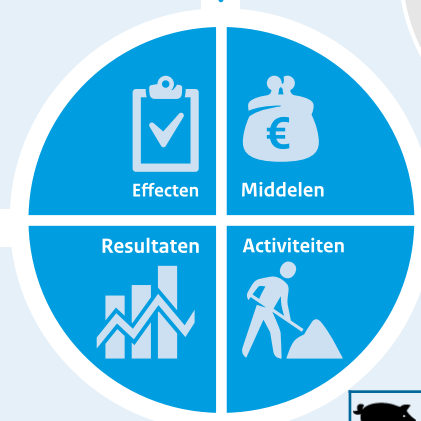 Effecten
Middelen
€
Resultaten
Activiteiten